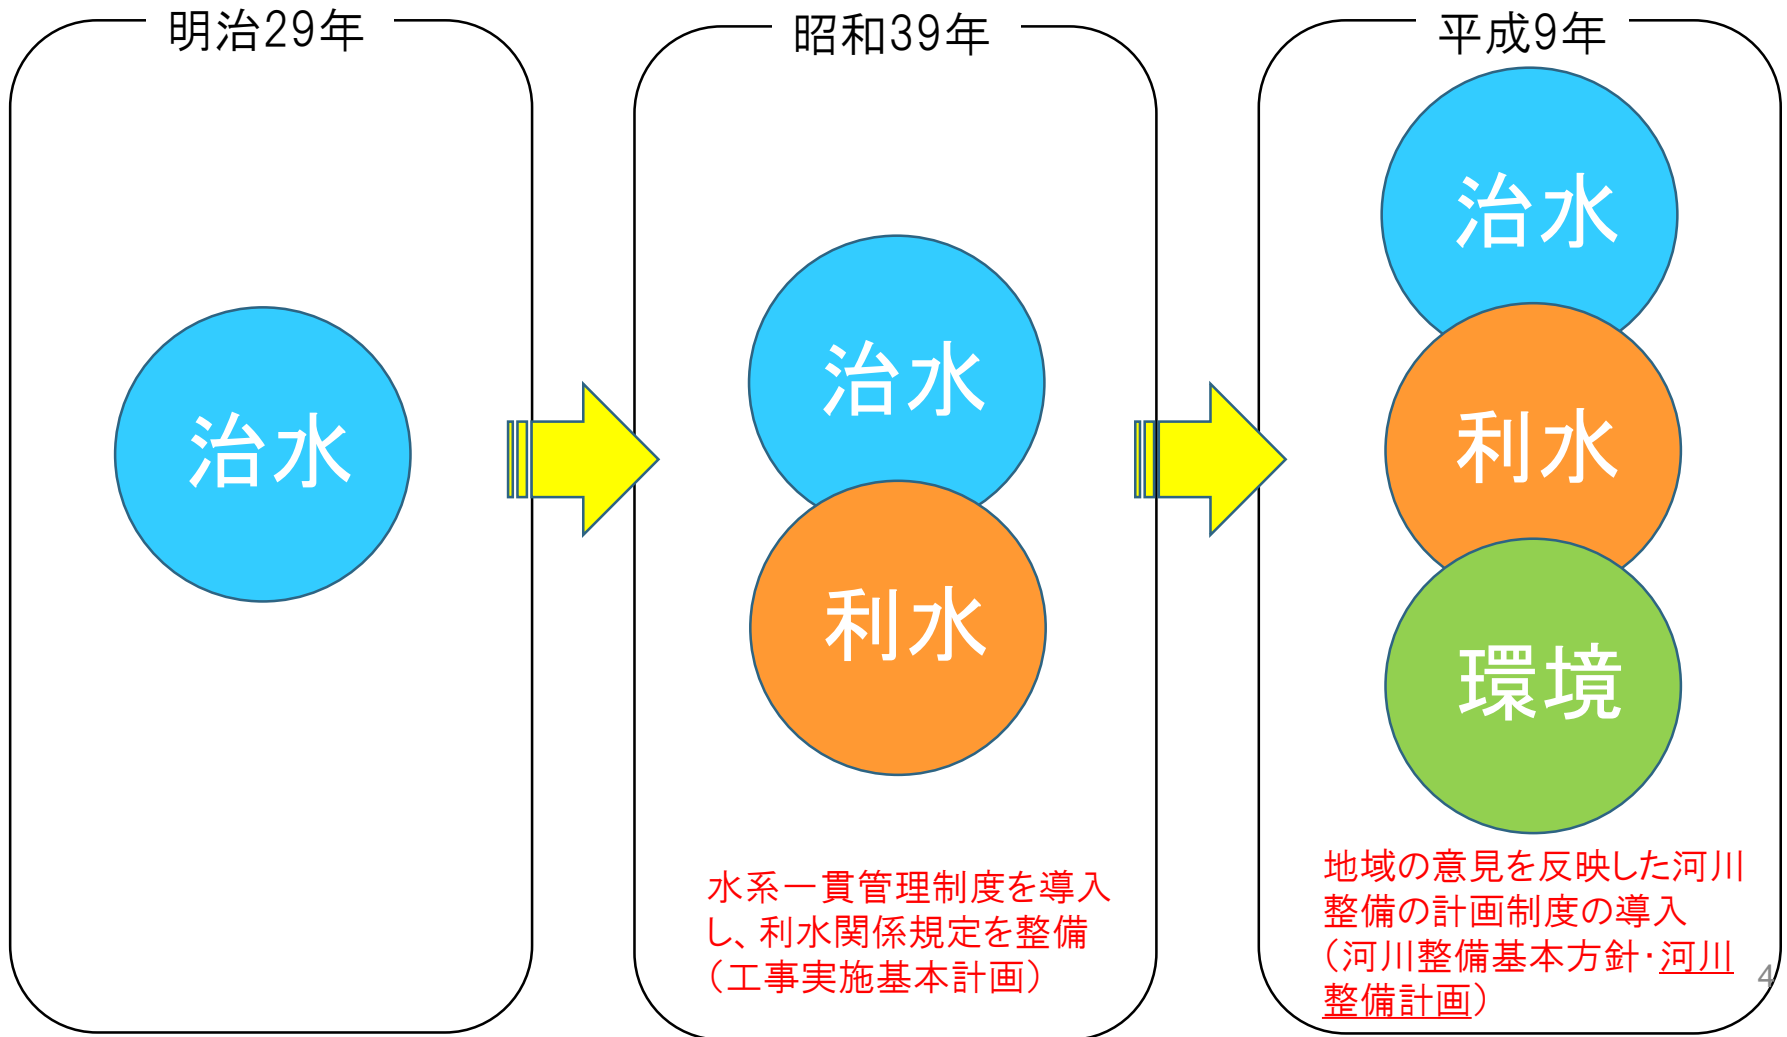 明治29年
治水
昭和39年
治水
利水
水系一貫管理制度を導入
し、利水関係規定を整備
（工事実施基本計画）
平成9年
治水
利水
環境
地域の意見を反映した河川
整備の計画制度の導入
（河川整備基本方針・河川
整備計画）
4